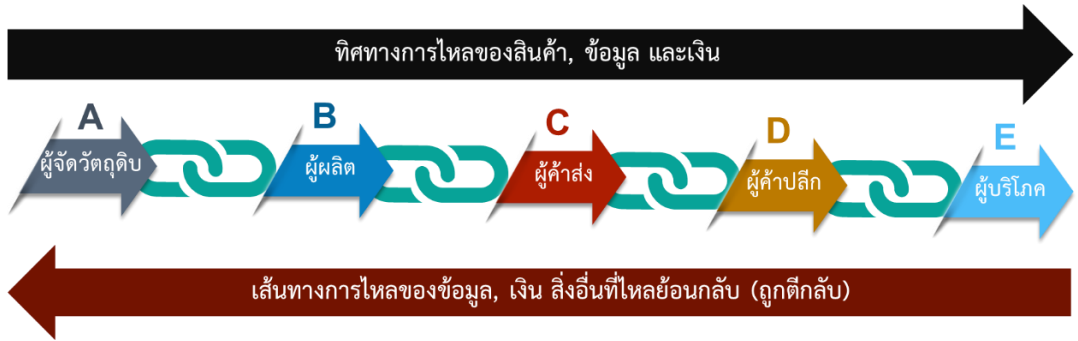 ทิศทางการไหลของสินค้า, ข้อมูล และเงิน
A
ผู้จัดวัตถุดิบ
B
ผู้ผลิต
C
ผู้ค้าส่ง
D
ผู้ค้าปลีก
E
ผู้บริโภค
เส้นทางการไหลของข้อมูล, เงิน สิ่งอื่นที่ไหลย้อนกลับ (ถูกตีกลับ)